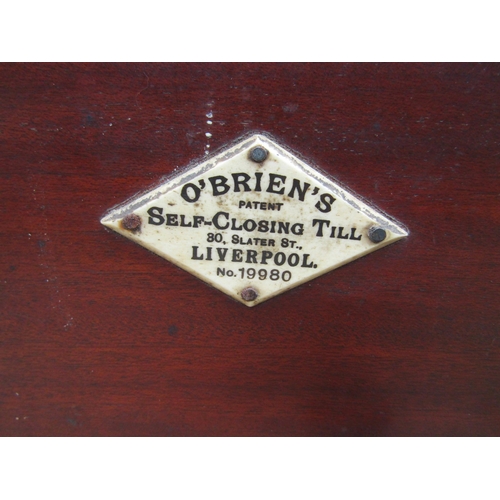 O'BRIEN'S
PATENT
SELF-CLOSING TILL
30, SLATER ST.,
LIVERPOOL.
No. 19980